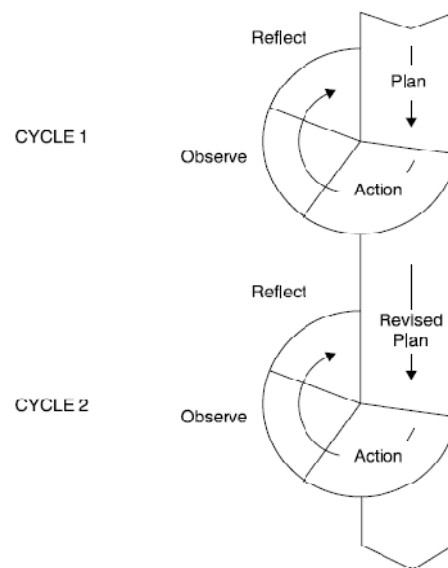 Reflect
Plan
CYCLE 1
Observe
Action
Reflect
Revised
Plan
CYCLE 2
Observe
Action